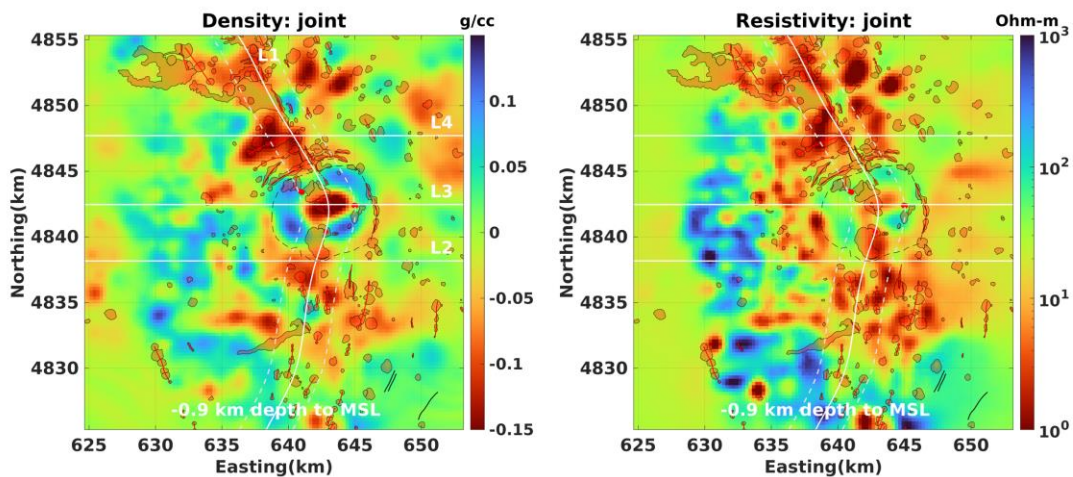 Density: joint
g/cc
4855
4850
4845
4840
4835
4830
Northing(km)
L1
L4
L3
L2
-0.9 km depth to MSL
0.1
0.05
0
-0.05
-0.1
-0.15
625 630 635 640 645 650
Easting(km)
Resistivity: joint
Ohm-m
4855
4850
4845
4840
4835
4830
Northing(km)
-0.9 km depth to MSL
10³
10²
10¹
10⁰
625 630 635 640 645 650
Easting(km)